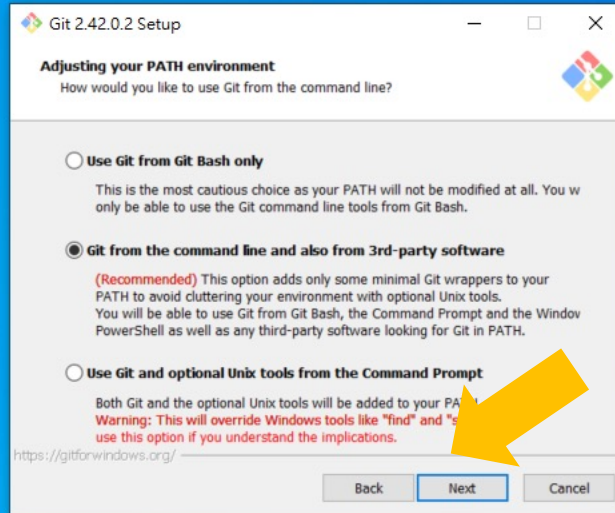 Git 2.42.0.2 Setup
Adjusting your PATH environment
How would you like to use Git from the command line?
Use Git from Git Bash only
This is the most cautious choice as your PATH will not be modified at all. You w
only be able to use the Git command line tools from Git Bash.
Git from the command line and also from 3rd-party software
(Recommended) This option adds only some minimal Git wrappers to your
PATH to avoid cluttering your environment with optional Unix tools.
You will be able to use Git from Git Bash, the Command Prompt and the Window
PowerShell as well as any third-party software looking for Git in PATH.
Use Git and optional Unix tools from the Command Prompt
Both Git and the optional Unix tools will be added to your PA
Warning: This will override Windows tools like "find" and "s
use this option if you understand the implications.
https://gitforwindows.org/
Back Next Cancel